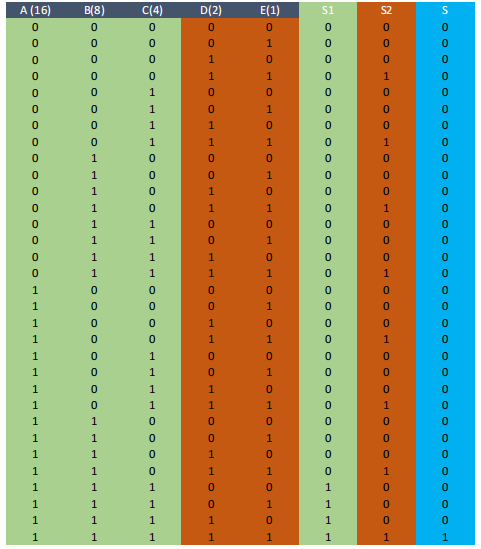 A (16) B(8) C(4) D(2) E(1) S1 S2 S
0 0 0 0 0 0 0 0
0 0 0 0 1 0 0 0
0 0 0 1 0 0 0 0
0 0 0 1 1 0 1 0
0 0 1 0 0 0 0 0
0 0 1 0 1 0 0 0
0 0 1 1 0 0 0 0
0 0 1 1 1 0 1 0
0 1 0 0 0 0 0 0
0 1 0 0 1 0 0 0
0 1 0 1 0 0 0 0
0 1 0 1 1 0 1 0
0 1 1 0 0 0 0 0
0 1 1 0 1 0 0 0
0 1 1 1 0 0 0 0
0 1 1 1 1 0 1 0
1 0 0 0 0 0 0 0
1 0 0 0 1 0 0 0
1 0 0 1 0 0 0 0
1 0 0 1 1 0 1 0
1 0 1 0 0 0 0 0
1 0 1 0 1 0 0 0
1 0 1 1 0 0 0 0
1 0 1 1 1 0 1 0
1 1 0 0 0 0 0 0
1 1 0 0 1 0 0 0
1 1 0 1 0 0 0 0
1 1 0 1 1 0 1 0
1 1 1 0 0 1 0 0
1 1 1 0 1 1 0 0
1 1 1 1 0 1 0 0
1 1 1 1 1 1 1 1